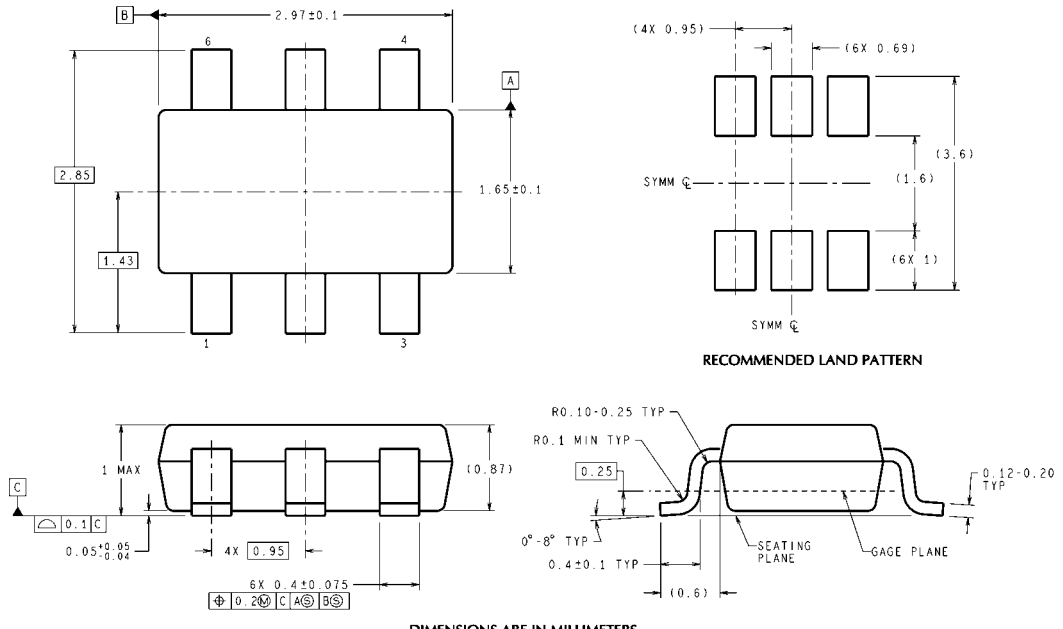 B
2.97±0.1
6
4
A
2.85
1.65±0.1
1.43
1
3
(4X 0.95)
(6X 0.69)
(3.6)
SYMM ℄
(1.6)
(6X 1)
SYMM ℄
RECOMMENDED LAND PATTERN
1 MAX
(0.87)
C
⌓ 0.1 C
0.05 +0.05 -0.04
4X 0.95
6X 0.4±0.075
⌖ 0.2Ⓜ C AⓈ BⓈ
R0.10-0.25 TYP
R0.1 MIN TYP
0.25
0.12-0.20
TYP
0°-8° TYP
SEATING
PLANE
GAGE PLANE
0.4±0.1 TYP
(0.6)
DIMENSIONS ARE IN MILLIMETERS